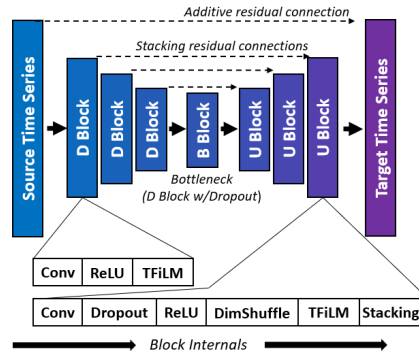 Additive residual connection
Stacking residual connections
Source Time Series
D Block
D Block
D Block
B Block
U Block
U Block
U Block
Target Time Series
Bottleneck
(D Block w/Dropout)
Conv ReLU TFiLM
Conv Dropout ReLU DimShuffle TFiLM Stacking
Block Internals